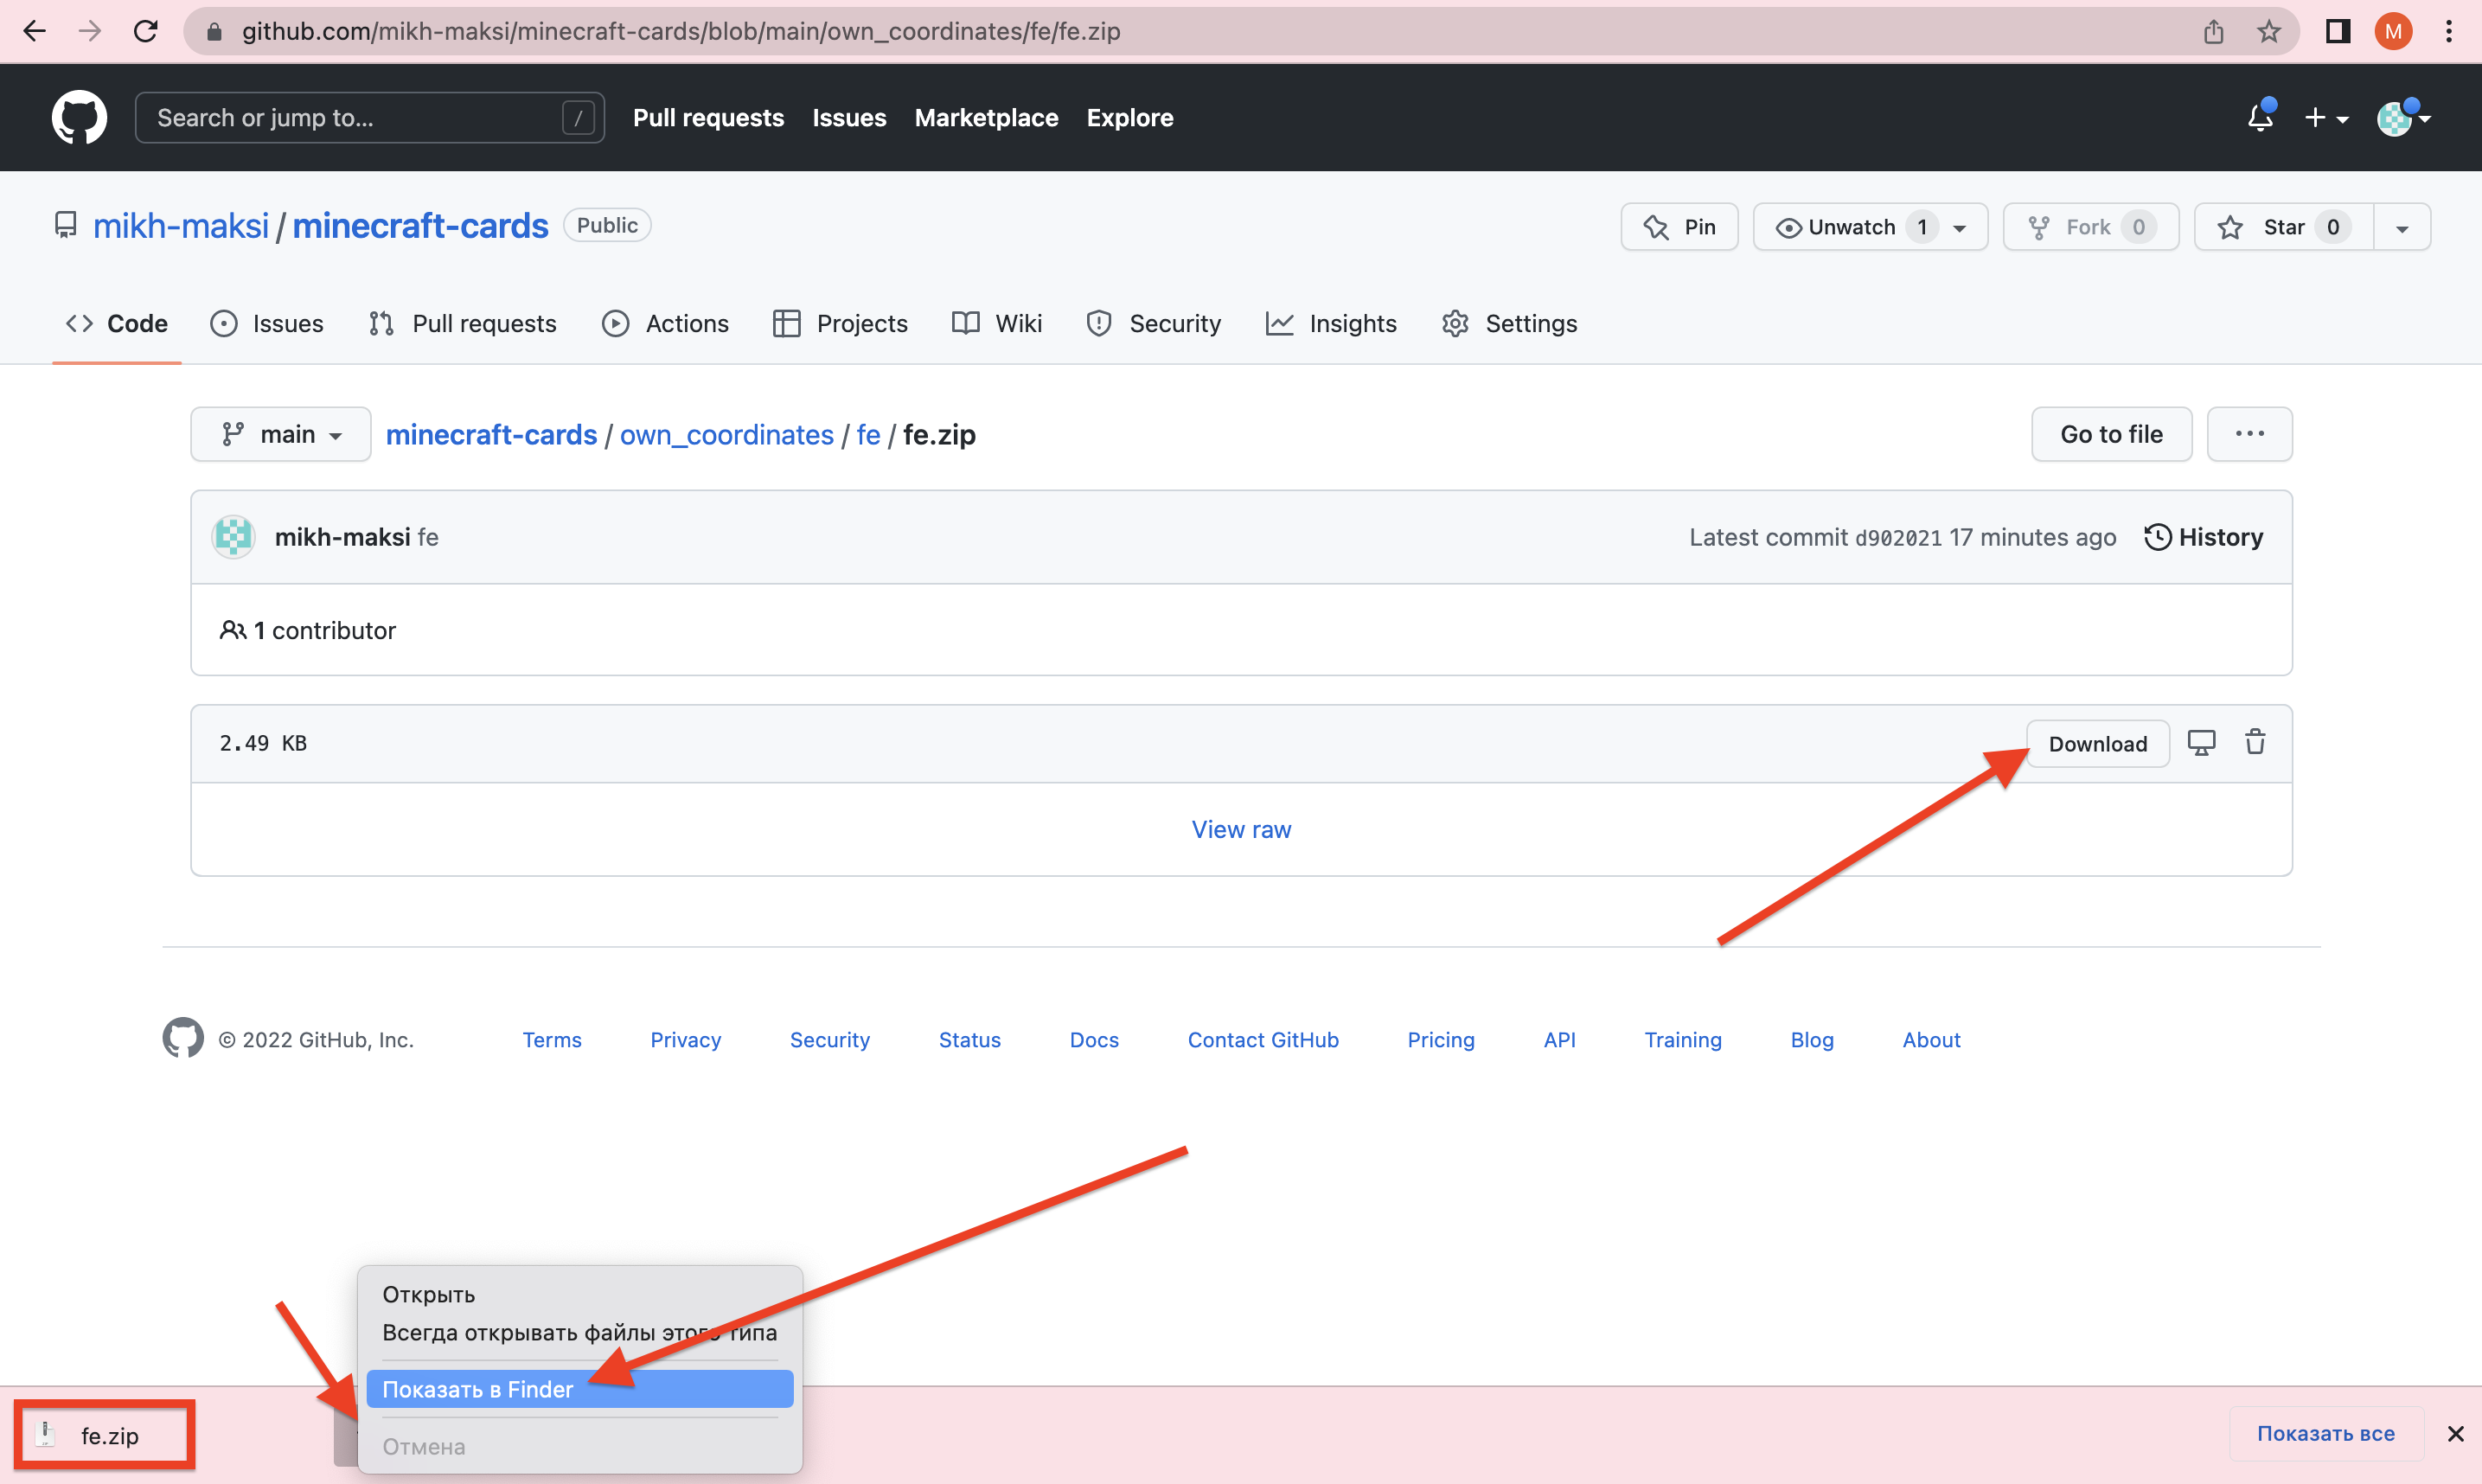 github.com/mikh-maksi/minecraft-cards/blob/main/own_coordinates/fe/fe.zip
M
Search or jump to... /
Pull requests Issues Marketplace Explore
mikh-maksi / minecraft-cards Public
Pin Unwatch 1 Fork 0 Star 0
Code Issues Pull requests Actions Projects Wiki Security Insights Settings
main minecraft-cards / own_coordinates / fe / fe.zip Go to file ...
mikh-maksi fe Latest commit d902021 17 minutes ago History
1 contributor
2.49 KB Download
View raw
© 2022 GitHub, Inc. Terms Privacy Security Status Docs Contact GitHub Pricing API Training Blog About
Открыть
Всегда открывать файлы этого типа
Показать в Finder
Отмена
fe.zip
Показать все